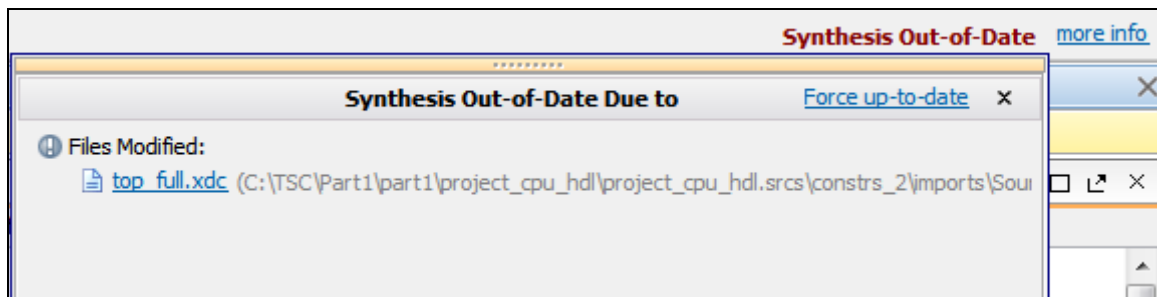 Synthesis Out-of-Date more info
Synthesis Out-of-Date Due to Force up-to-date
Files Modified:
top_full.xdc (C:\TSC\Part1\part1\project_cpu_hdl\project_cpu_hdl.srcs\constrs_2\imports\Sour